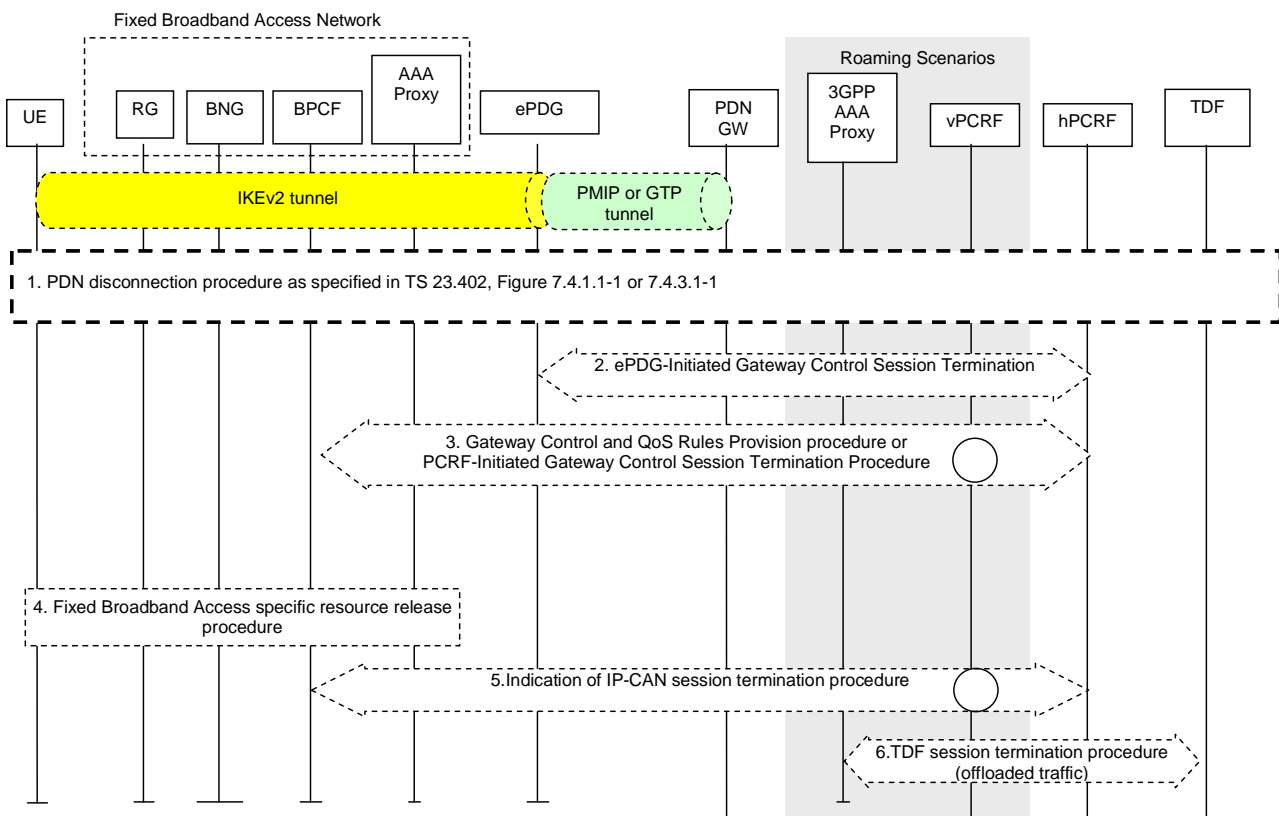 Fixed Broadband Access Network
Roaming Scenarios
UE
RG
BNG
BPCF
AAA
Proxy
ePDG
PDN
GW
3GPP
AAA
Proxy
vPCRF
hPCRF
TDF
IKEv2 tunnel
PMIP or GTP
tunnel
1. PDN disconnection procedure as specified in TS 23.402, Figure 7.4.1.1-1 or 7.4.3.1-1
2. ePDG-Initiated Gateway Control Session Termination
3. Gateway Control and QoS Rules Provision procedure or
PCRF-Initiated Gateway Control Session Termination Procedure
4. Fixed Broadband Access specific resource release
procedure
5.Indication of IP-CAN session termination procedure
6.TDF session termination procedure
(offloaded traffic)